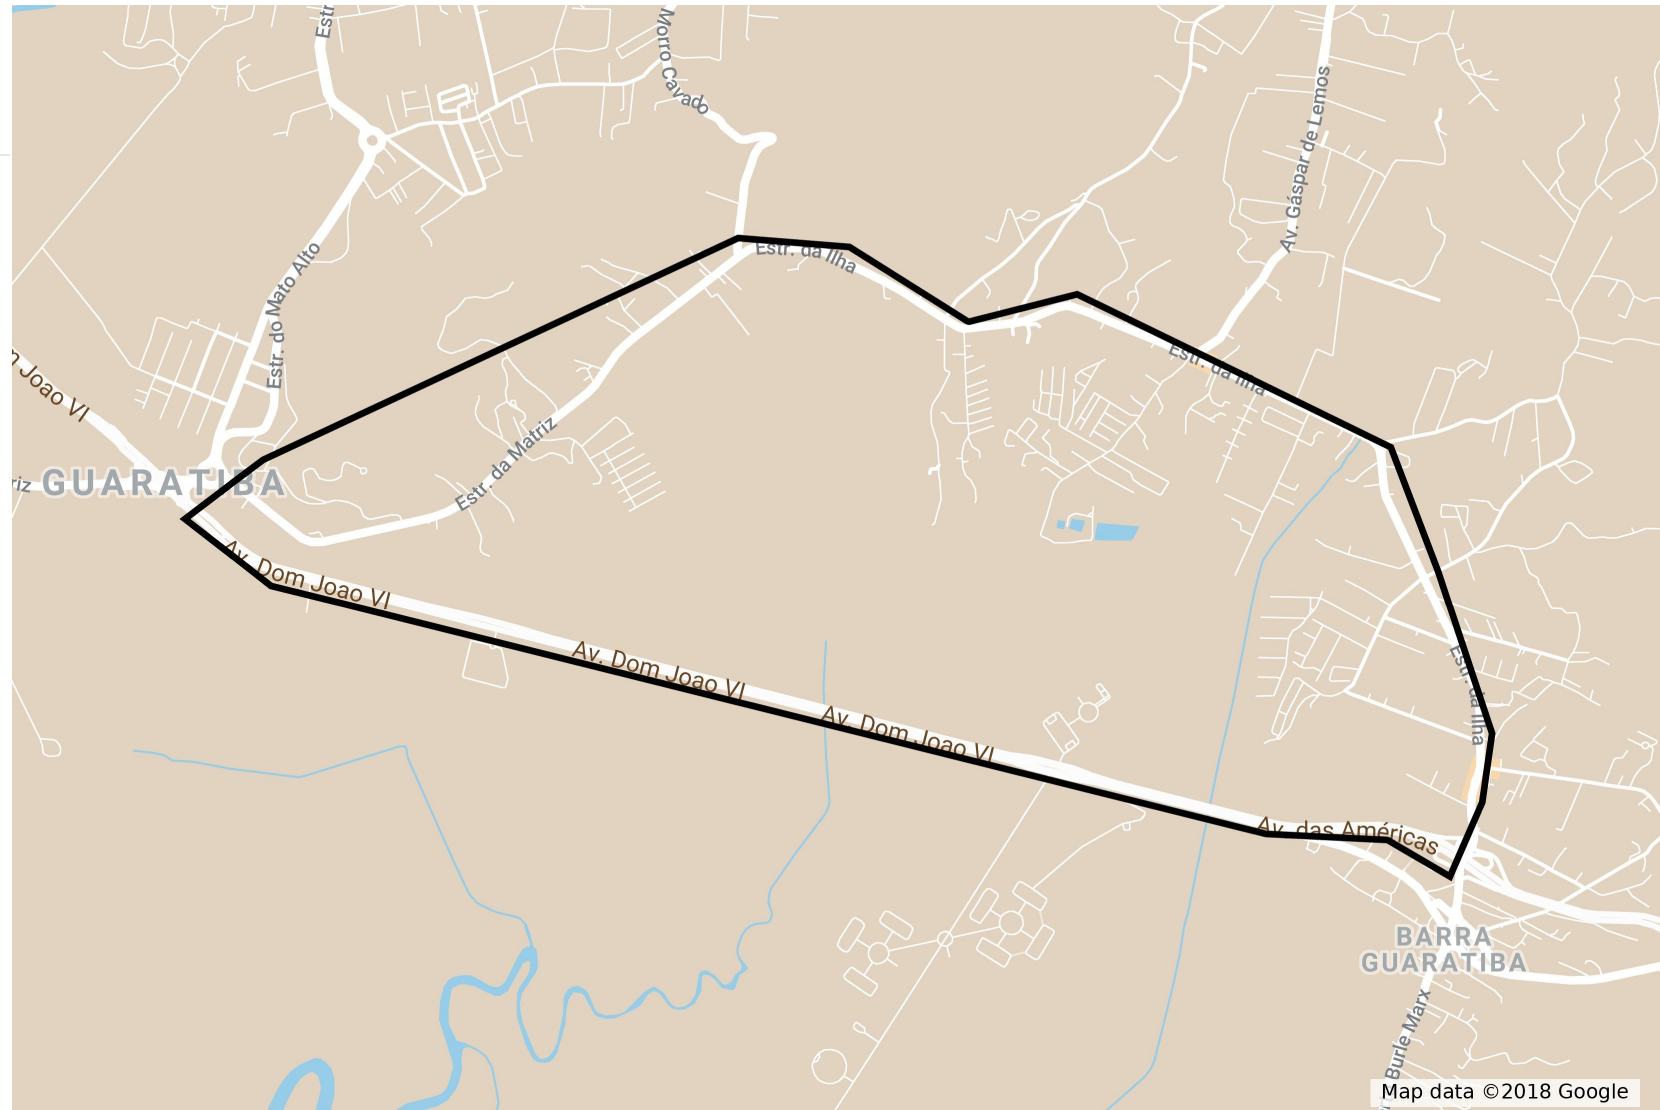 Estr
Morro Cavado
Av. Gáspar de Lemos
Estr. do Mato Alto
Estr. da Ilha
Joao VI
Estr. da Ilha
Estr. da Matriz
riz
GUARATIBA
Av. Dom Joao VI
Av. Dom Joao VI
Estr. da Ilha
Av. Dom Joao VI
Av. das Américas
BARRA
GUARATIBA
Burle Marx
Map data ©2018 Google